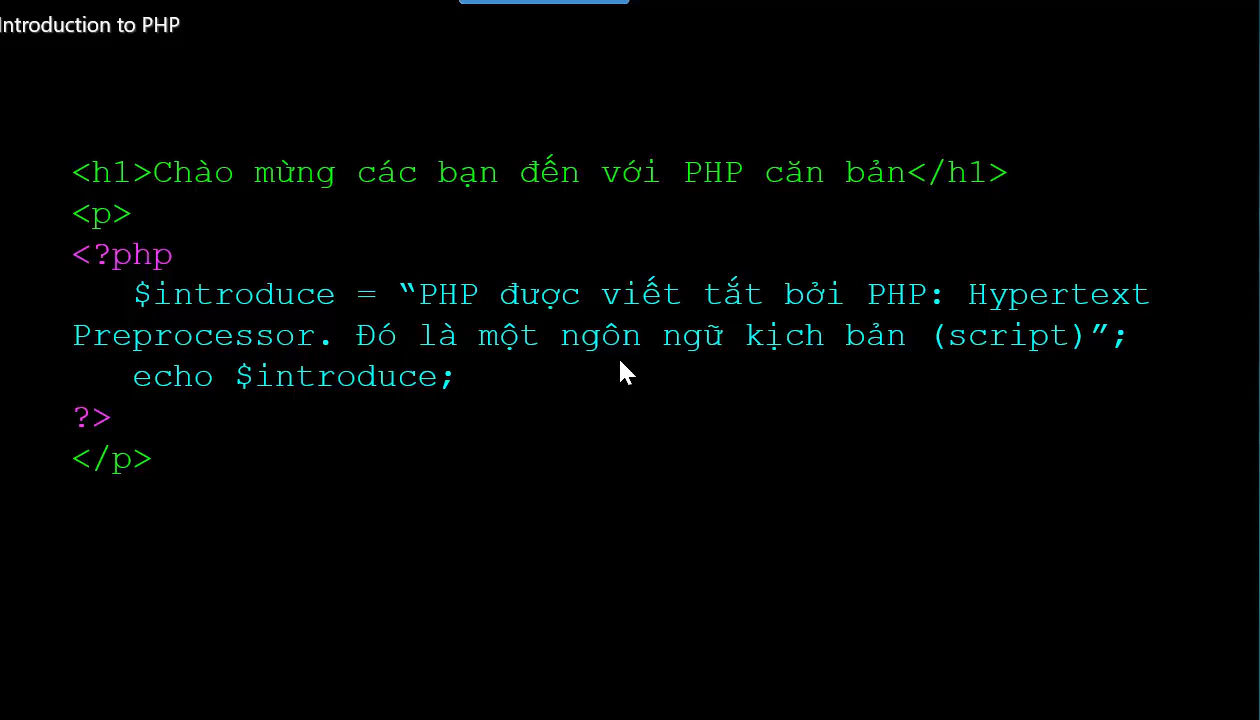 Introduction to PHP
<h1>Chào mừng các bạn đến với PHP căn bản</h1>
<p>
<?php
$introduce = “PHP được viết tắt bởi PHP: Hypertext
Preprocessor. Đó là một ngôn ngữ kịch bản (script)”;
echo $introduce;
?>
</p>